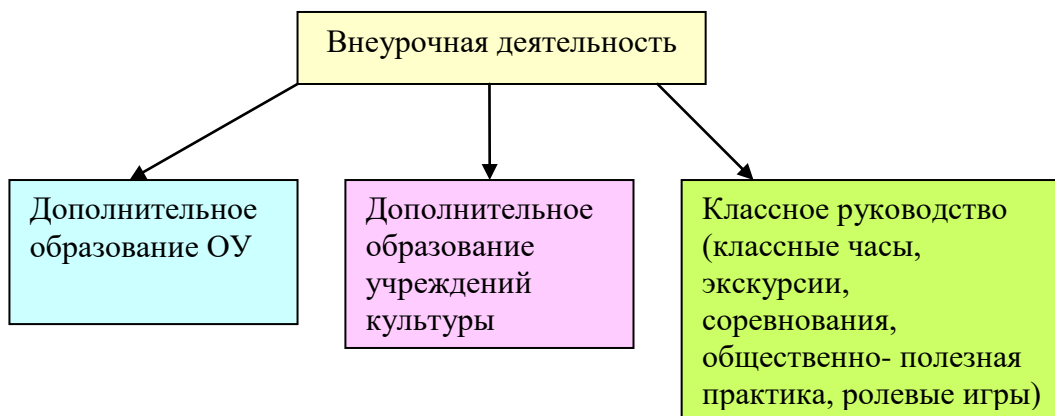 Внеурочная деятельность
Дополнительное
образование ОУ
Дополнительное
образование
учреждений
культуры
Классное руководство
(классные часы,
экскурсии,
соревнования,
общественно- полезная
практика, ролевые игры)